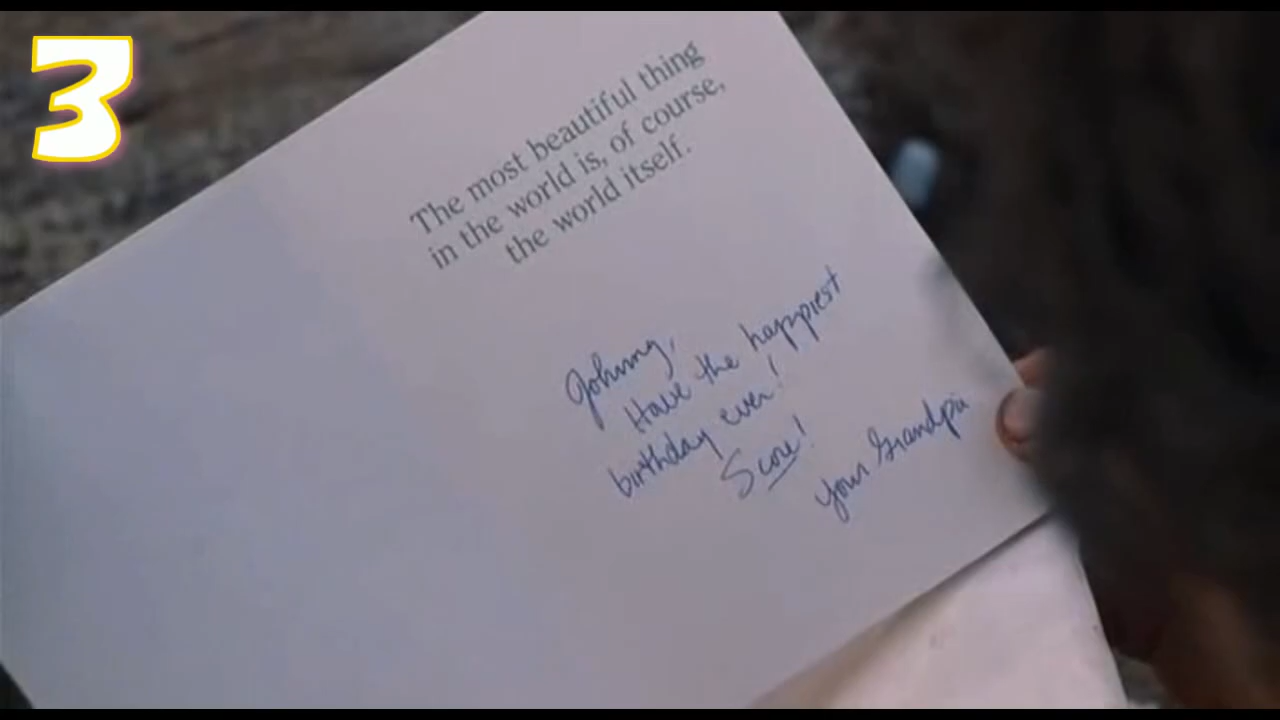 3
The most beautiful thing
in the world is, of course,
the world itself.
Johnny,
Have the happiest
birthday ever!
Score!
Your Grandpa